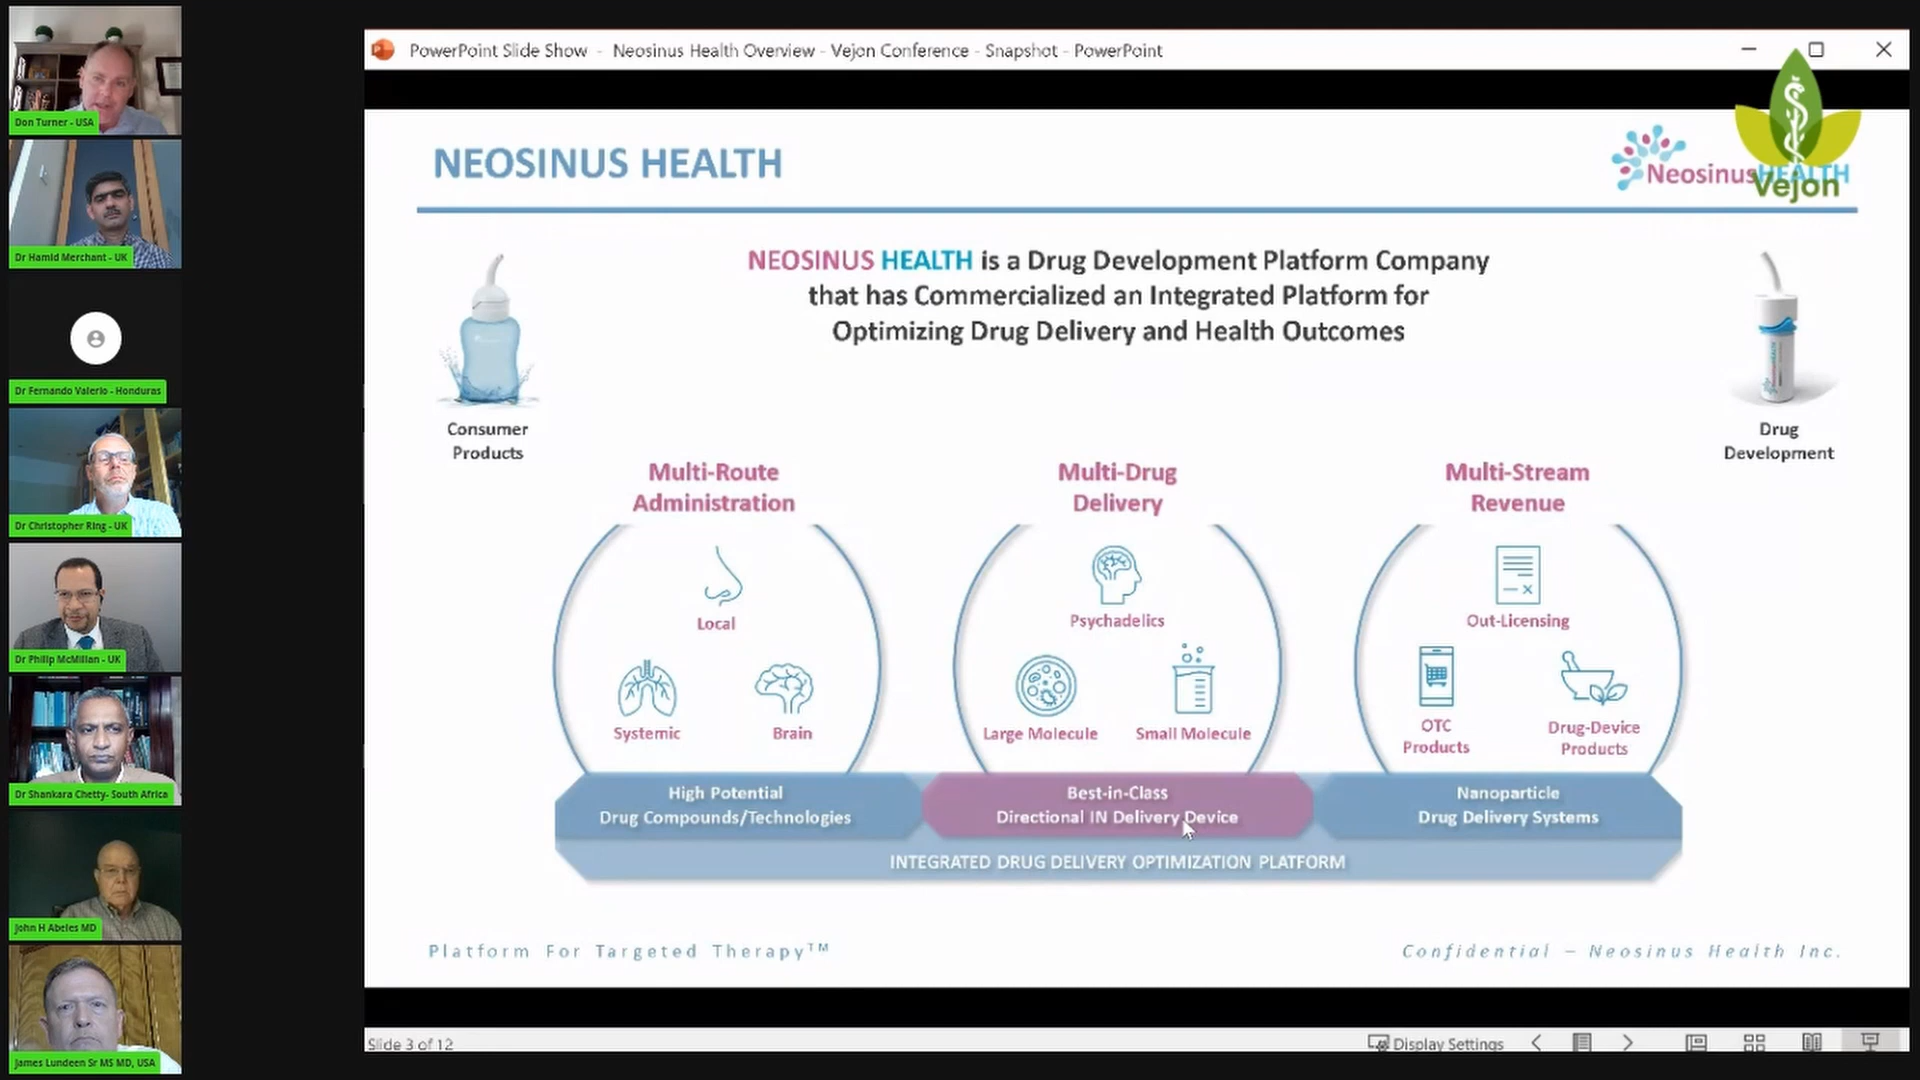 Don Turner - USA
Dr Hamid Merchant - UK
Dr Fernando Valerio - Honduras
Dr Christopher Ring - UK
Dr Philip McMillan - UK
Dr Shankara Chetty- South Africa
John H Abeles MD
James Lundeen Sr MS MD, USA
PowerPoint Slide Show - Neosinus Health Overview - Vejon Conference - Snapshot - PowerPoint
NEOSINUS HEALTH
NeosinusHEALTH
Vejon
NEOSINUS HEALTH is a Drug Development Platform Company
that has Commercialized an Integrated Platform for
Optimizing Drug Delivery and Health Outcomes
Consumer
Products
Drug
Development
Multi-Route
Administration
Local
Systemic
Brain
Multi-Drug
Delivery
Psychadelics
Large Molecule
Small Molecule
Multi-Stream
Revenue
Out-Licensing
OTC
Products
Drug-Device
Products
High Potential
Drug Compounds/Technologies
Best-in-Class
Directional IN Delivery Device
Nanoparticle
Drug Delivery Systems
INTEGRATED DRUG DELIVERY OPTIMIZATION PLATFORM
Platform For Targeted Therapy™
Confidential – Neosinus Health Inc.
Slide 3 of 12
Display Settings